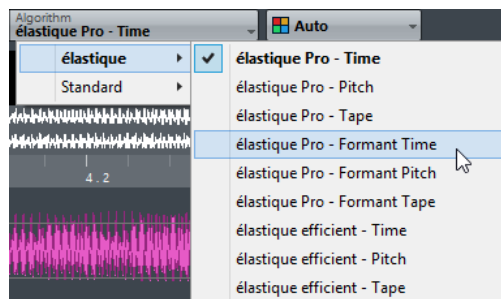 Algorithm
élastique Pro - Time
Auto
élastique
Standard
4.2
élastique Pro - Time
élastique Pro - Pitch
élastique Pro - Tape
élastique Pro - Formant Time
élastique Pro - Formant Pitch
élastique Pro - Formant Tape
élastique efficient - Time
élastique efficient - Pitch
élastique efficient - Tape